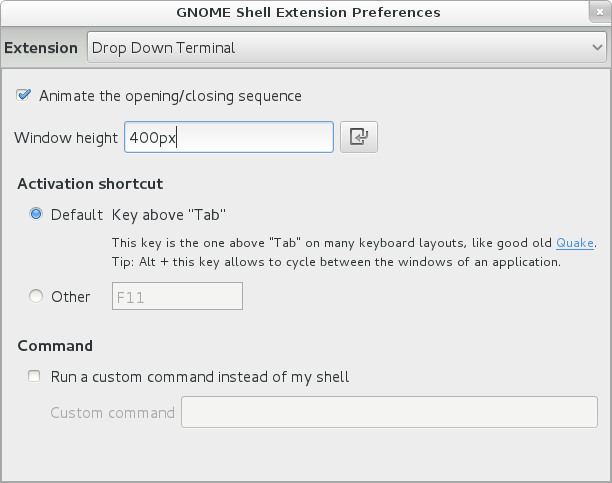 GNOME Shell Extension Preferences
Extension Drop Down Terminal
Animate the opening/closing sequence
Window height 400px
Activation shortcut
Default Key above "Tab"
This key is the one above "Tab" on many keyboard layouts, like good old Quake.
Tip: Alt + this key allows to cycle between the windows of an application.
Other F11
Command
Run a custom command instead of my shell
Custom command